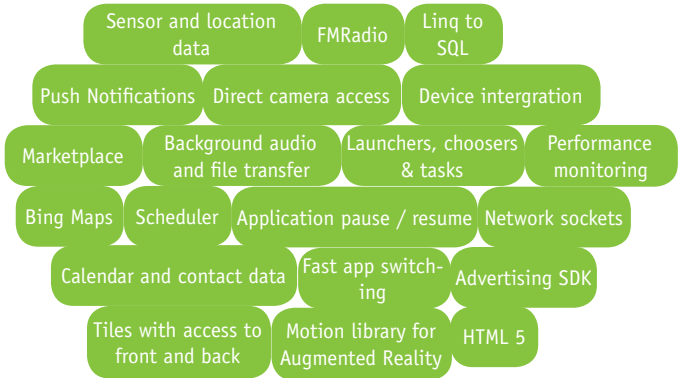 Sensor and location
data
FMRadio
Linq to
SQL
Push Notifications
Direct camera access
Device intergration
Marketplace
Background audio
and file transfer
Launchers, choosers
& tasks
Performance
monitoring
Bing Maps
Scheduler
Application pause / resume
Network sockets
Calendar and contact data
Fast app switch-
ing
Advertising SDK
Tiles with access to
front and back
Motion library for
Augmented Reality
HTML 5